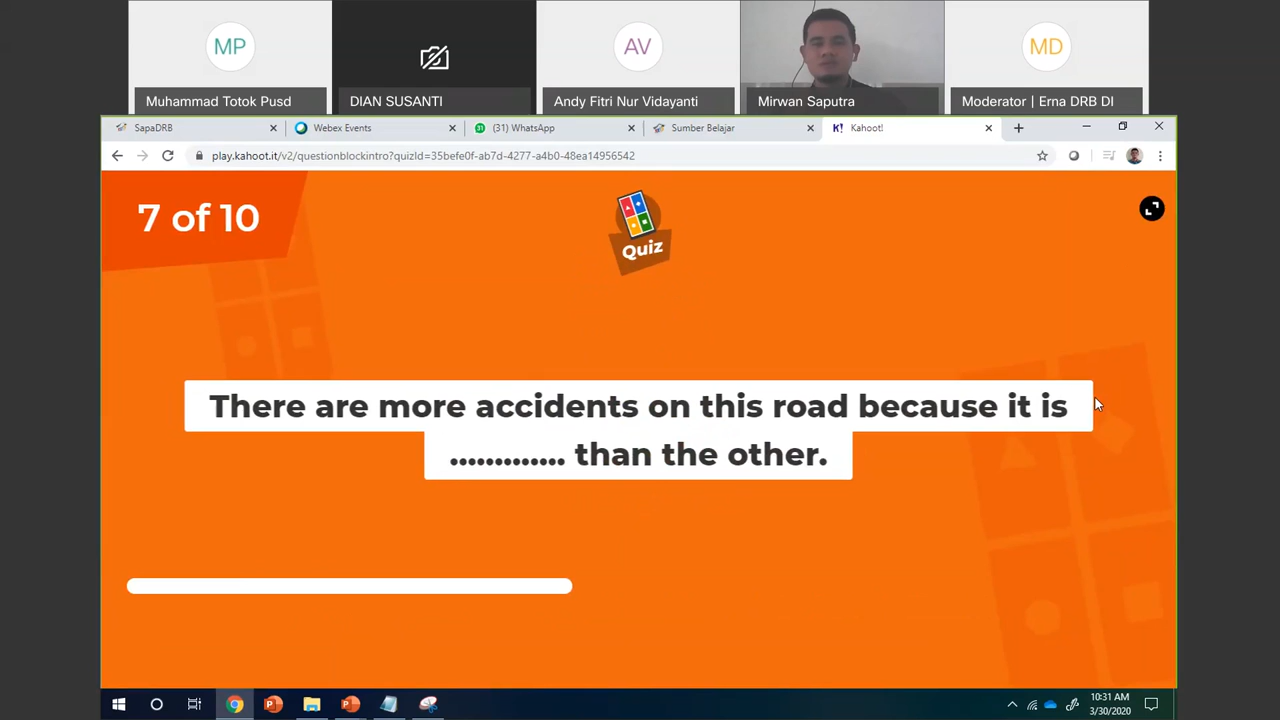 MP
AV
MD
Muhammad Totok Pusd
DIAN SUSANTI
Andy Fitri Nur Vidayanti
Mirwan Saputra
Moderator | Erna DRB DI
SapaDRB
Webex Events
(31) WhatsApp
Sumber Belajar
K! Kahoot!
play.kahoot.it/v2/questionblockintro?quizId=35befe0f-ab7d-4277-a4b0-48ea14956542
7 of 10
Quiz
There are more accidents on this road because it is
............. than the other.
10:31 AM
3/30/2020